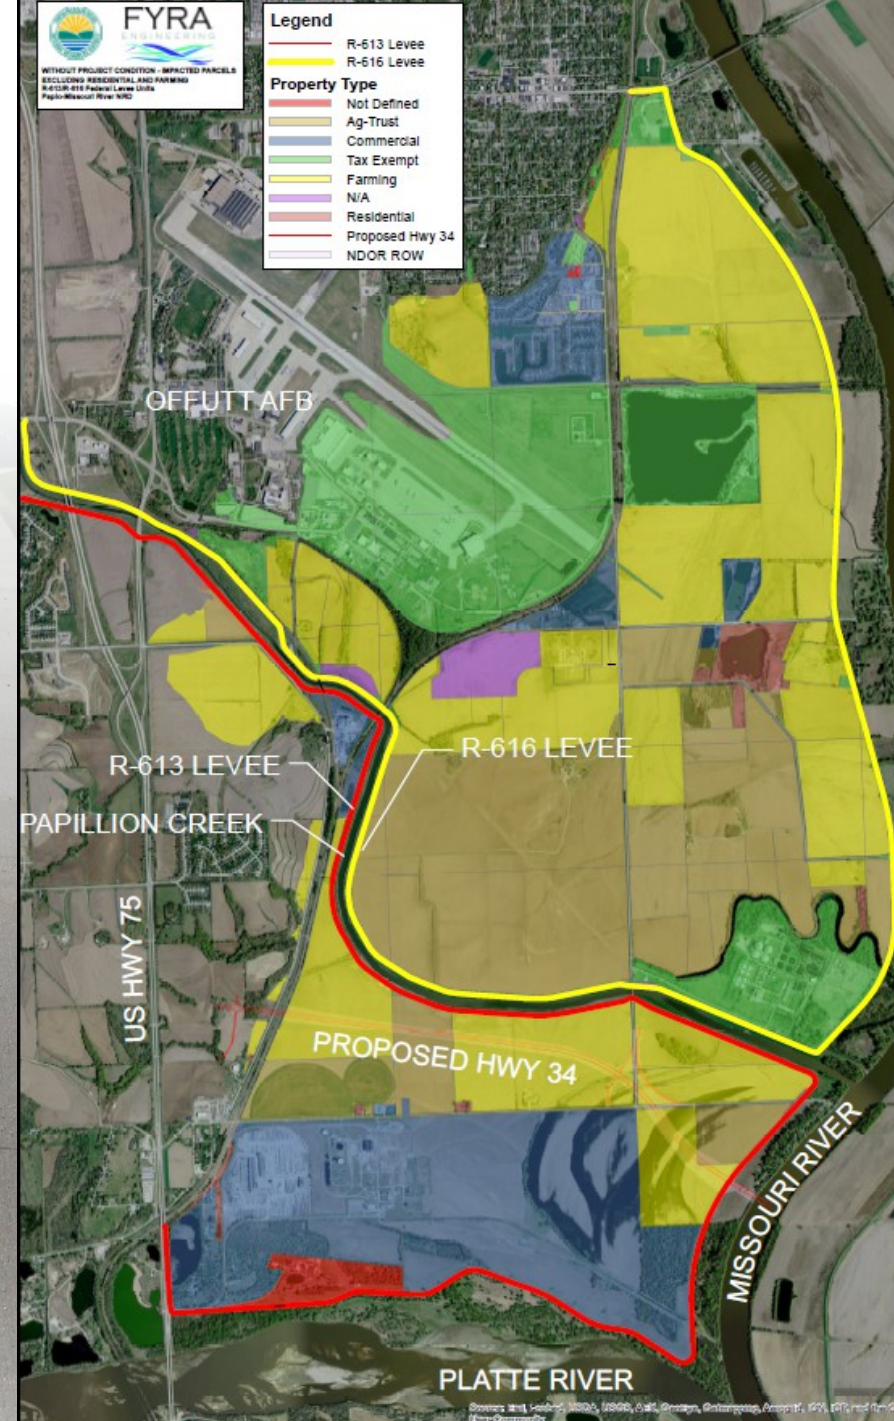 FYRA
ENGINEERING
WITHOUT PROJECT CONDITION - IMPACTED PARCELS
EXCLUDING RESIDENTIAL AND FARMING
R-613/R-616 Federal Levee Units
Papio-Missouri River NRD
Legend
R-613 Levee
R-616 Levee
Property Type
Not Defined
Ag-Trust
Commercial
Tax Exempt
Farming
N/A
Residential
Proposed Hwy 34
NDOR ROW
OFFUTT AFB
R-613 LEVEE
R-616 LEVEE
PAPILLION CREEK
US HWY 75
PROPOSED HWY 34
MISSOURI RIVER
PLATTE RIVER
User Community